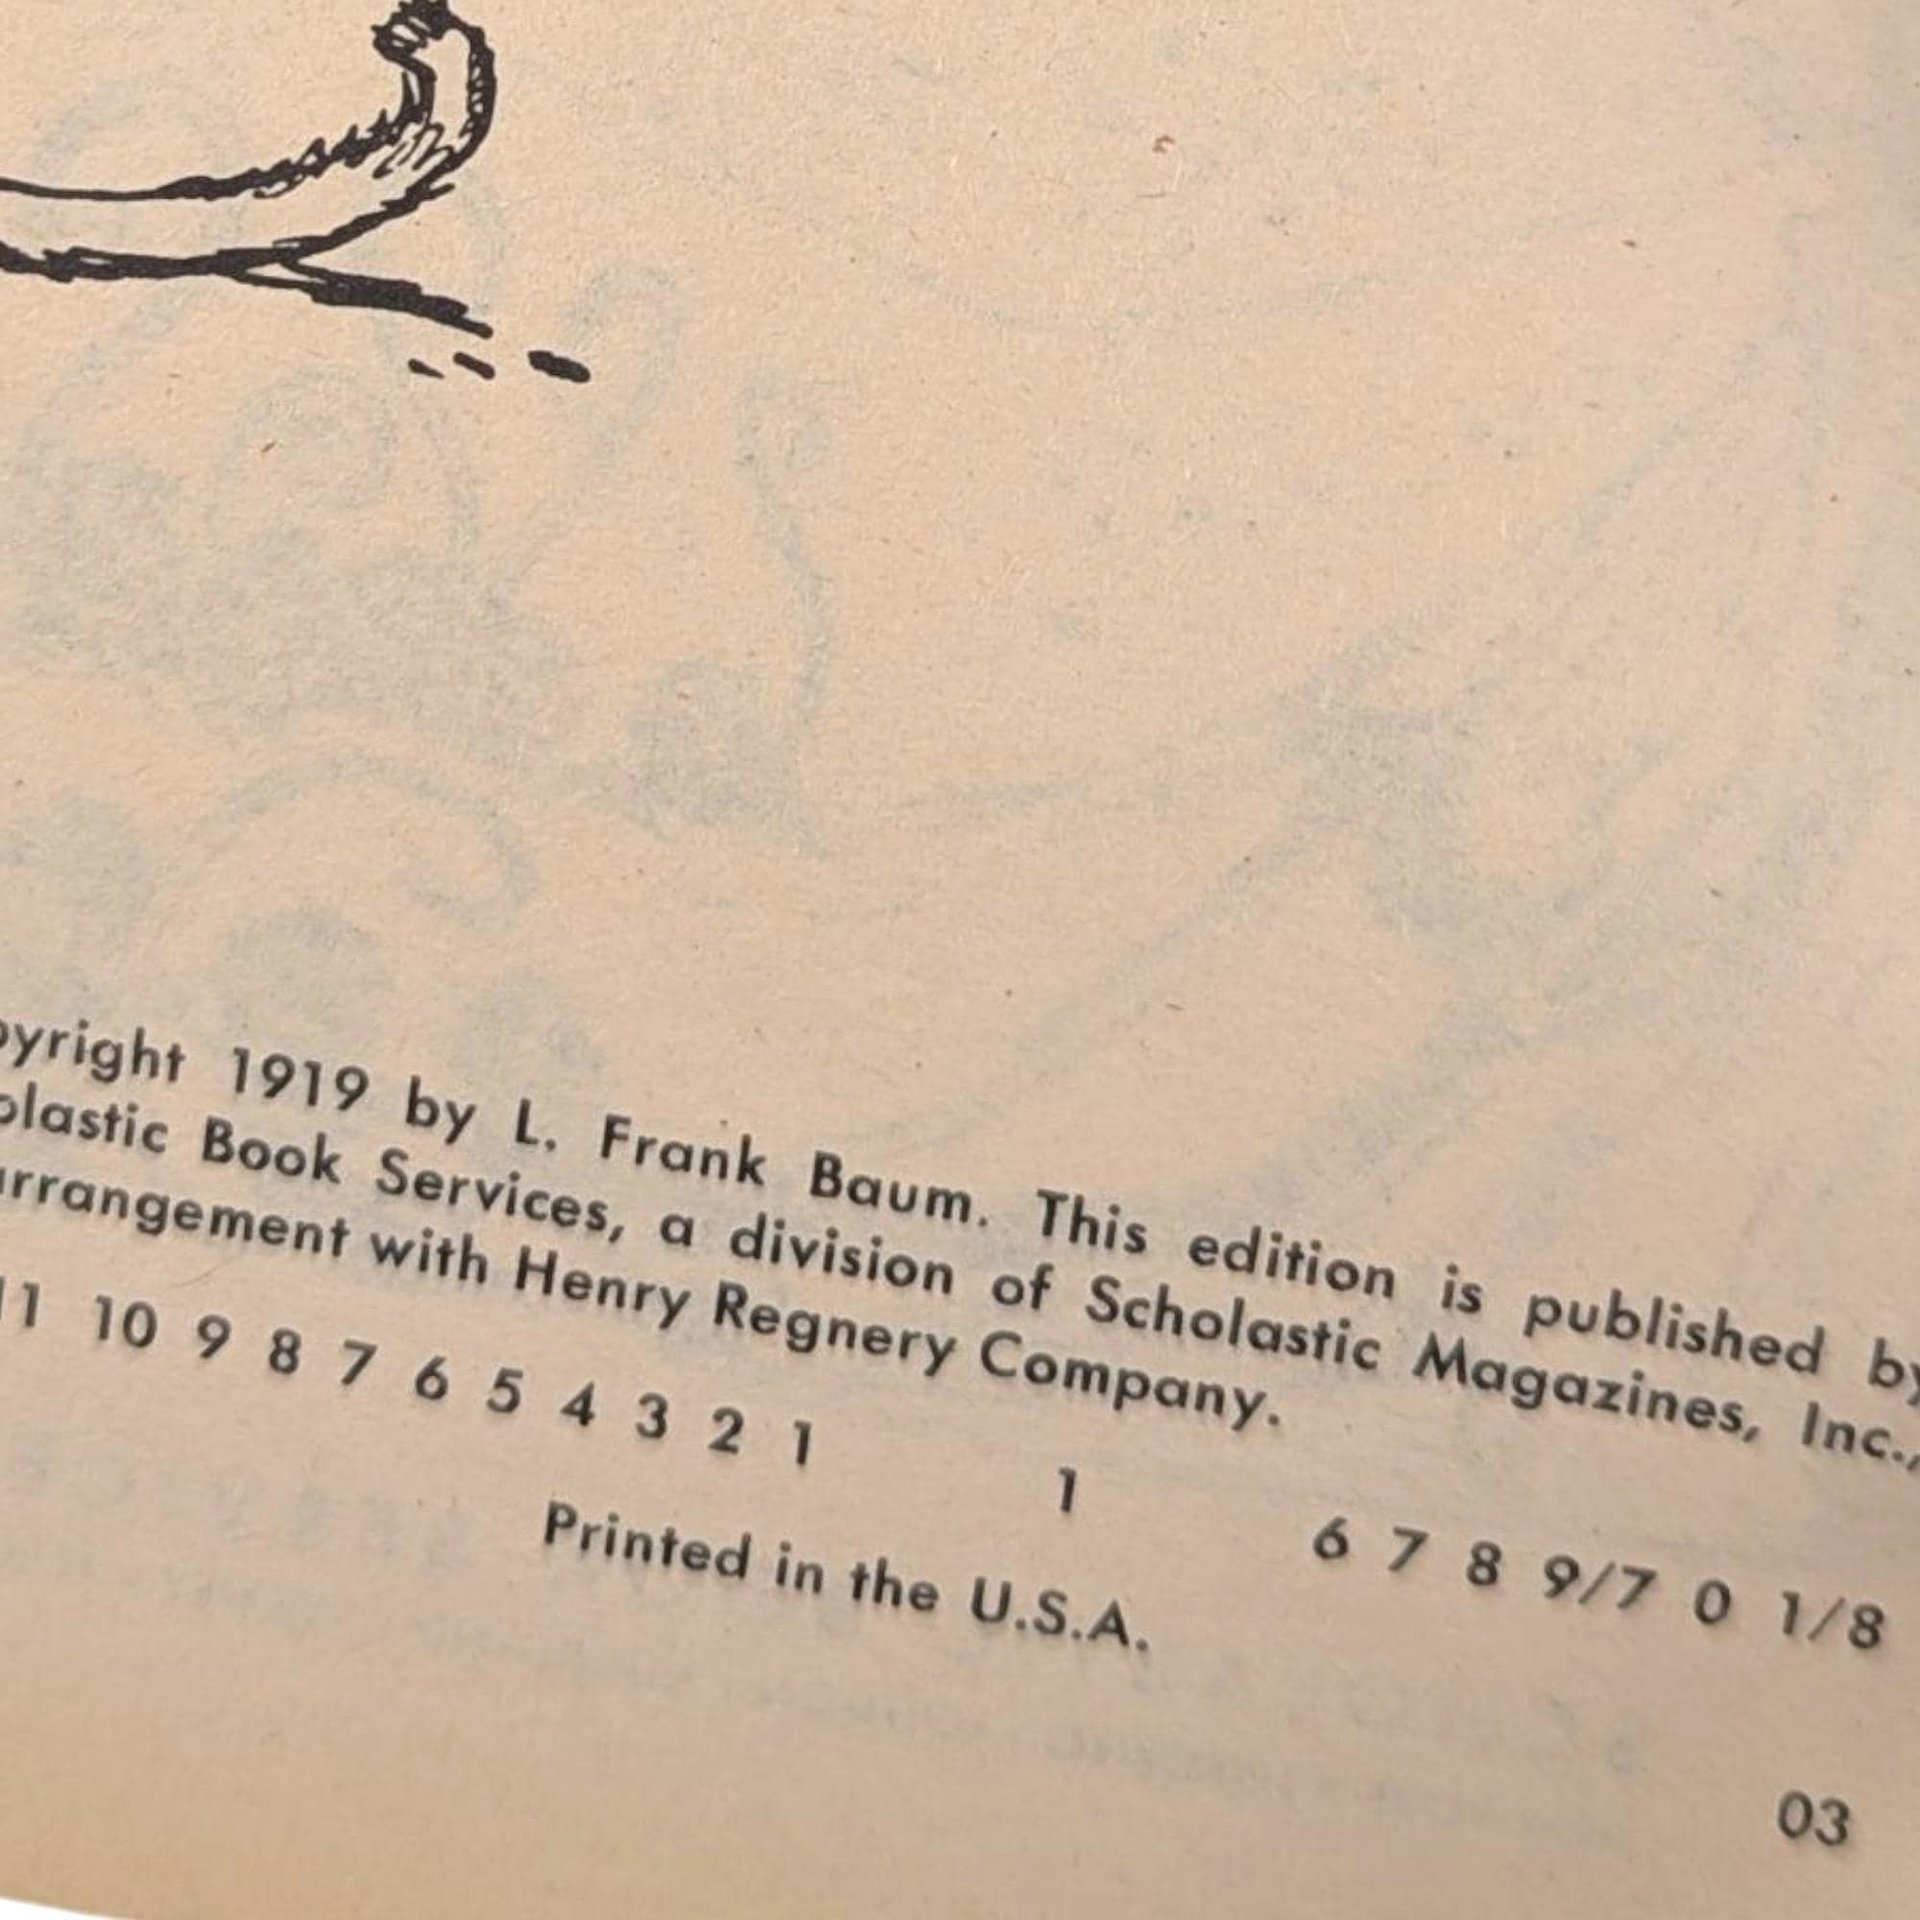 pyright 1919 by L. Frank Baum. This edition is published by
olastic Book Services, a division of Scholastic Magazines, Inc.,
arrangement with Henry Regnery Company.
11 10 9 8 7 6 5 4 3 2 1 1 6 7 8 9/7 0 1/8
Printed in the U.S.A.
03